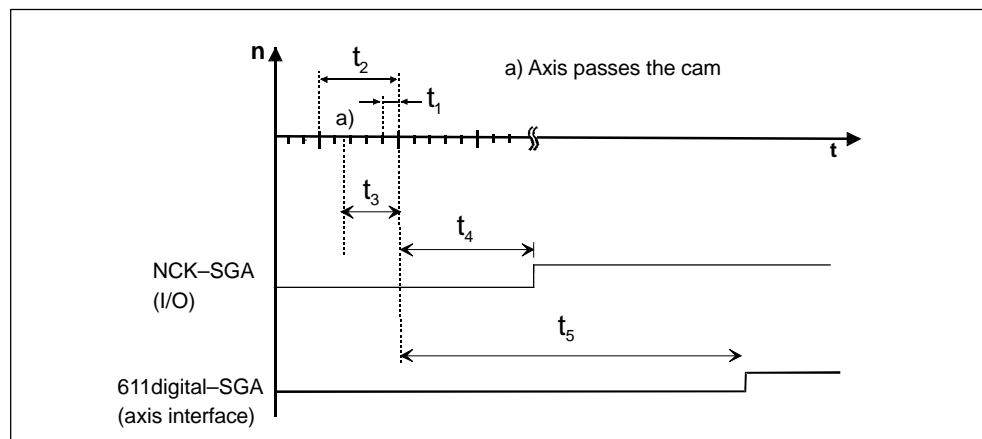 n
t₂
a) Axis passes the cam
t₁
a)
t
t₃
t₄
NCK–SGA
(I/O)
t₅
611digital–SGA
(axis interface)